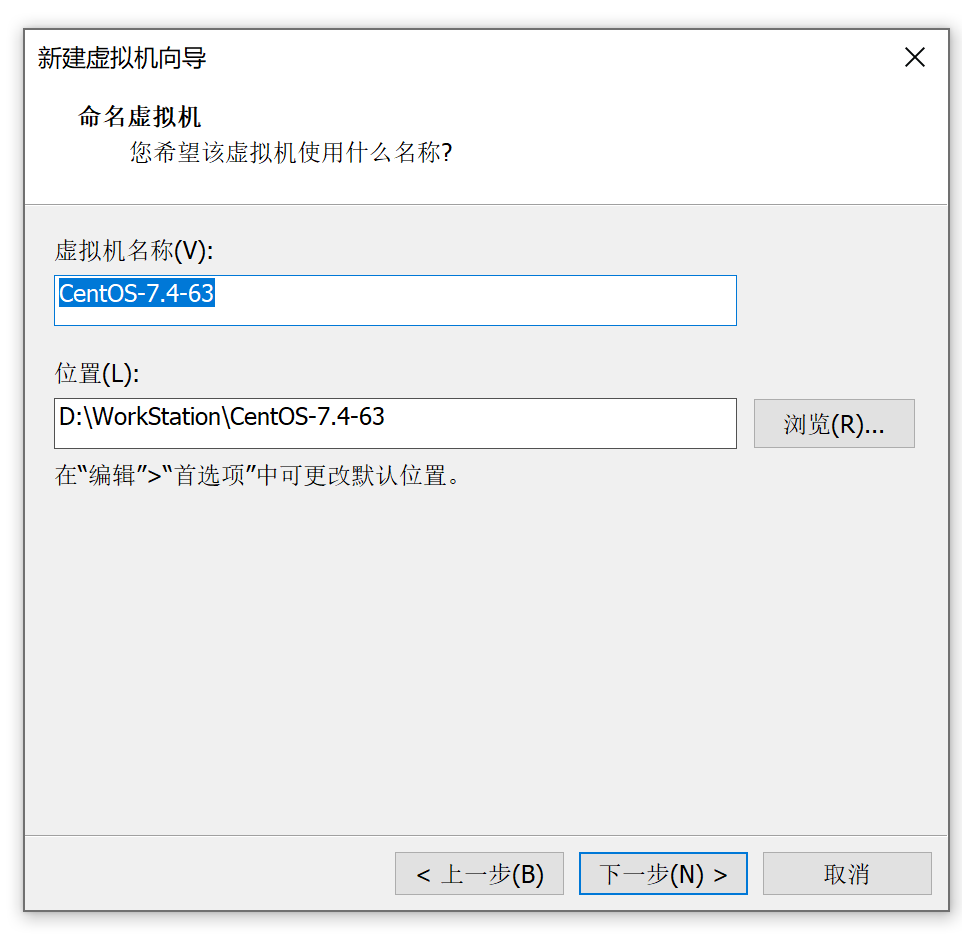 新建虚拟机向导
命名虚拟机
您希望该虚拟机使用什么名称?
虚拟机名称(V):
CentOS-7.4-63
位置(L):
D:\WorkStation\CentOS-7.4-63
浏览(R)...
在“编辑”>“首选项”中可更改默认位置。
< 上一步(B)
下一步(N) >
取消